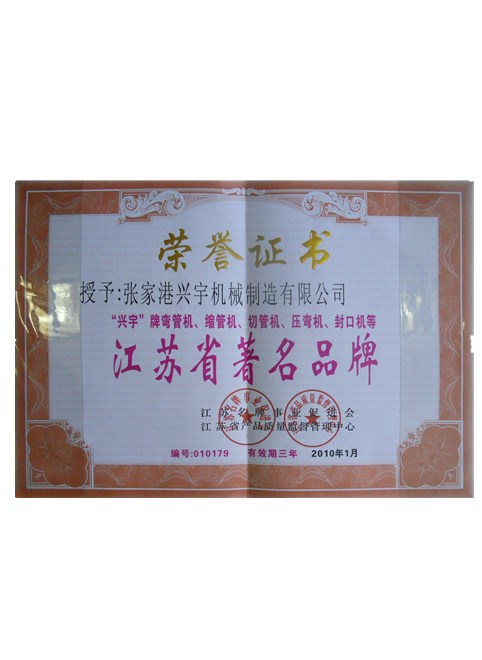 荣誉证书
授予:张家港兴宇机械制造有限公司
“兴宇”牌弯管机、缩管机、切管机、压弯机、封口机等
江苏省著名品牌
江苏名牌事业促进会
江苏省产品质量监督管理中心
编号:010179 有效期三年 2010年1月